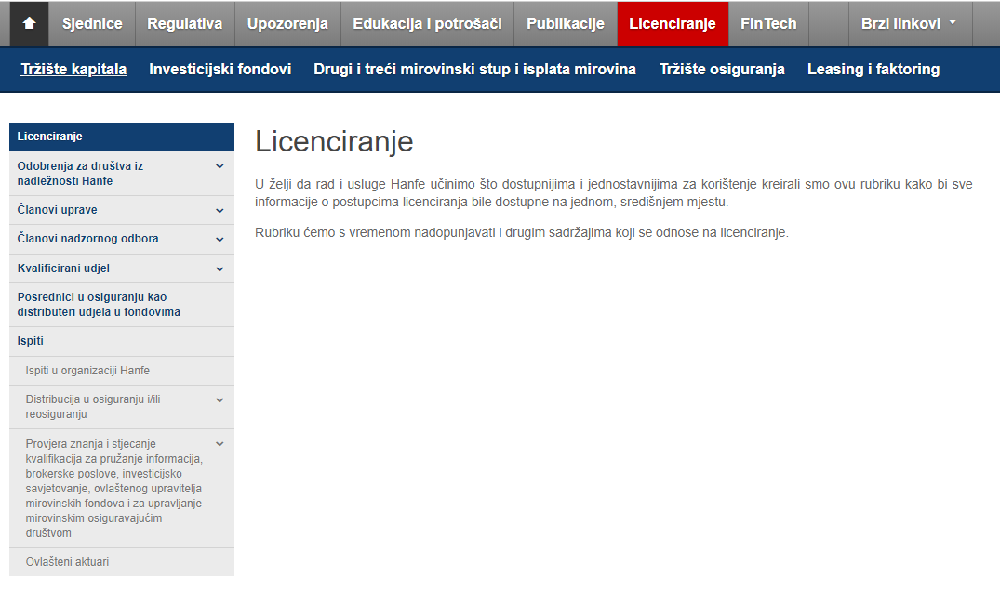 Sjednice Regulativa Upozorenja Edukacija i potrošači Publikacije Licenciranje FinTech Brzi linkovi
Tržište kapitala Investicijski fondovi Drugi i treći mirovinski stup i isplata mirovina Tržište osiguranja Leasing i faktoring
Licenciranje
Odobrenja za društva iz
nadležnosti Hanfe
Članovi uprave
Članovi nadzornog odbora
Kvalificirani udjel
Posrednici u osiguranju kao
distributeri udjela u fondovima
Ispiti
Ispiti u organizaciji Hanfe
Distribucija u osiguranju i/ili
reosiguranju
Provjera znanja i stjecanje
kvalifikacija za pružanje informacija,
brokerske poslove, investicijsko
savjetovanje, ovlaštenog upravitelja
mirovinskih fondova i za upravljanje
mirovinskim osiguravajućim
društvom
Ovlašteni aktuari
Licenciranje
U želji da rad i usluge Hanfe učinimo što dostupnijima i jednostavnijima za korištenje kreirali smo ovu rubriku kako bi sve
informacije o postupcima licenciranja bile dostupne na jednom, središnjem mjestu.
Rubriku ćemo s vremenom nadopunjavati i drugim sadržajima koji se odnose na licenciranje.